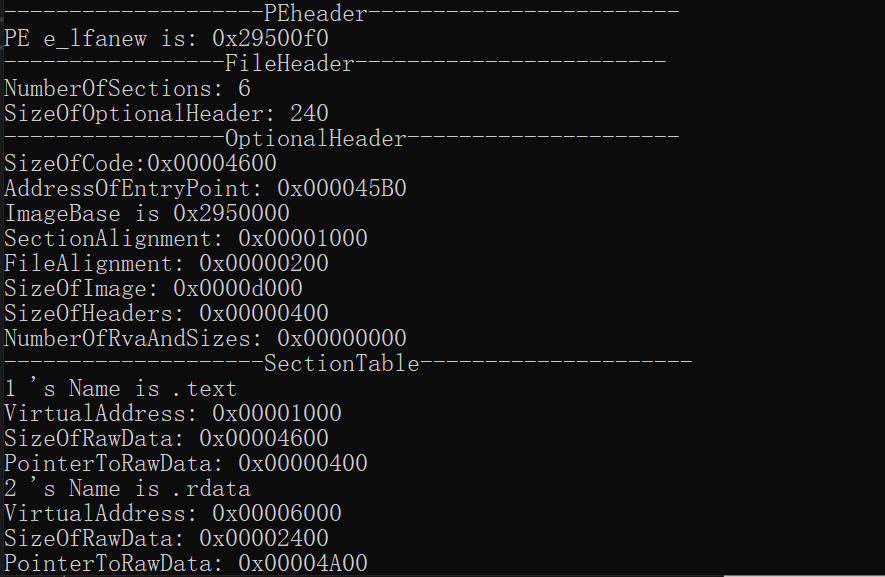 --------------------PEheader------------------------
PE e_lfanew is: 0x29500f0
-----------------FileHeader------------------------
NumberOfSections: 6
SizeOfOptionalHeader: 240
-----------------OptionalHeader---------------------
SizeOfCode:0x00004600
AddressOfEntryPoint: 0x000045B0
ImageBase is 0x2950000
SectionAlignment: 0x00001000
FileAlignment: 0x00000200
SizeOfImage: 0x0000d000
SizeOfHeaders: 0x00000400
NumberOfRvaAndSizes: 0x00000000
--------------------SectionTable---------------------
1 's Name is .text
VirtualAddress: 0x00001000
SizeOfRawData: 0x00004600
PointerToRawData: 0x00000400
2 's Name is .rdata
VirtualAddress: 0x00006000
SizeOfRawData: 0x00002400
PointerToRawData: 0x00004A00